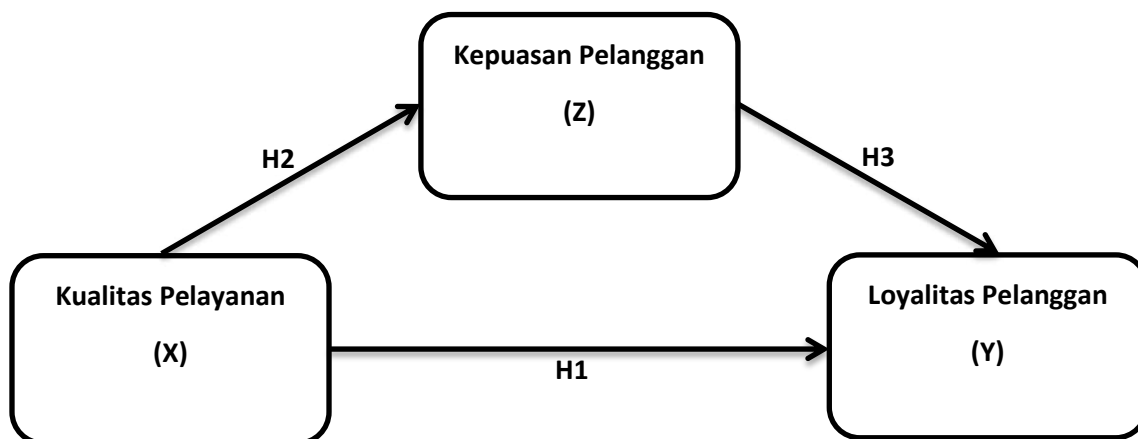 Kepuasan Pelanggan
(Z)
H2
H3
Kualitas Pelayanan
(X)
Loyalitas Pelanggan
(Y)
H1